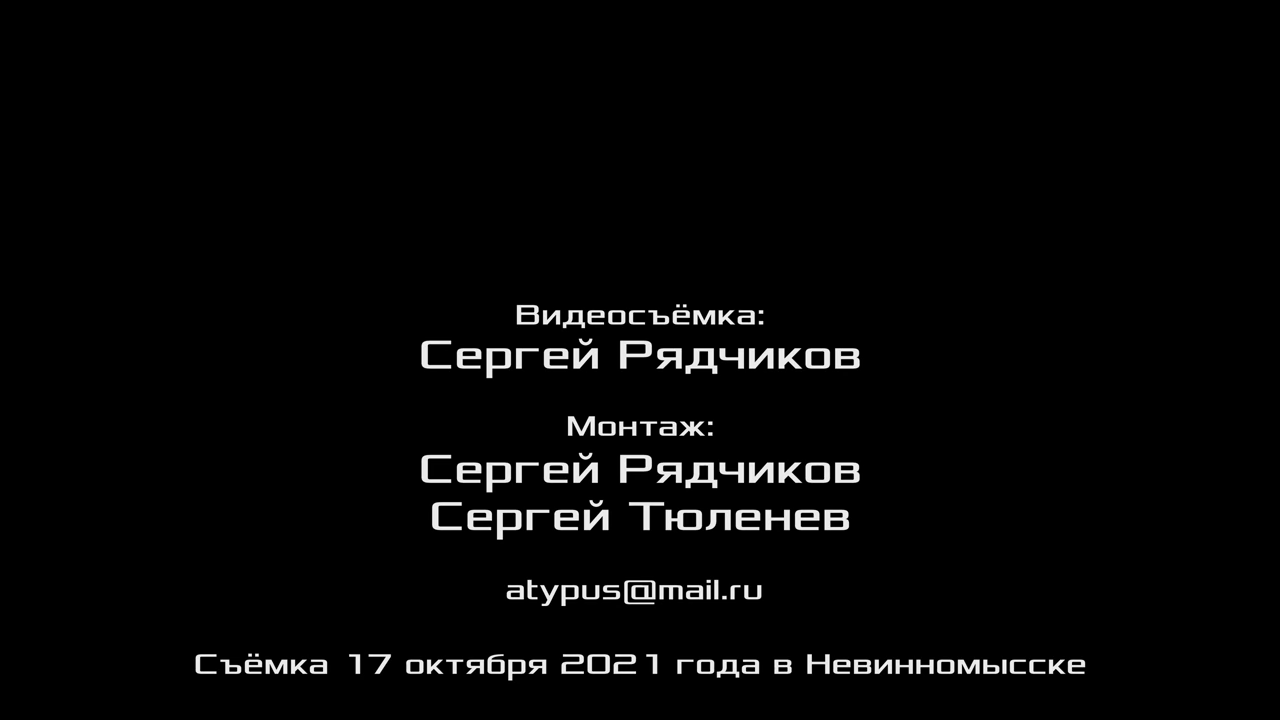 Видеосъёмка:
Сергей Рядчиков
Монтаж:
Сергей Рядчиков
Сергей Тюленев
atypus@mail.ru
Съёмка 17 октября 2021 года в Невинномысске